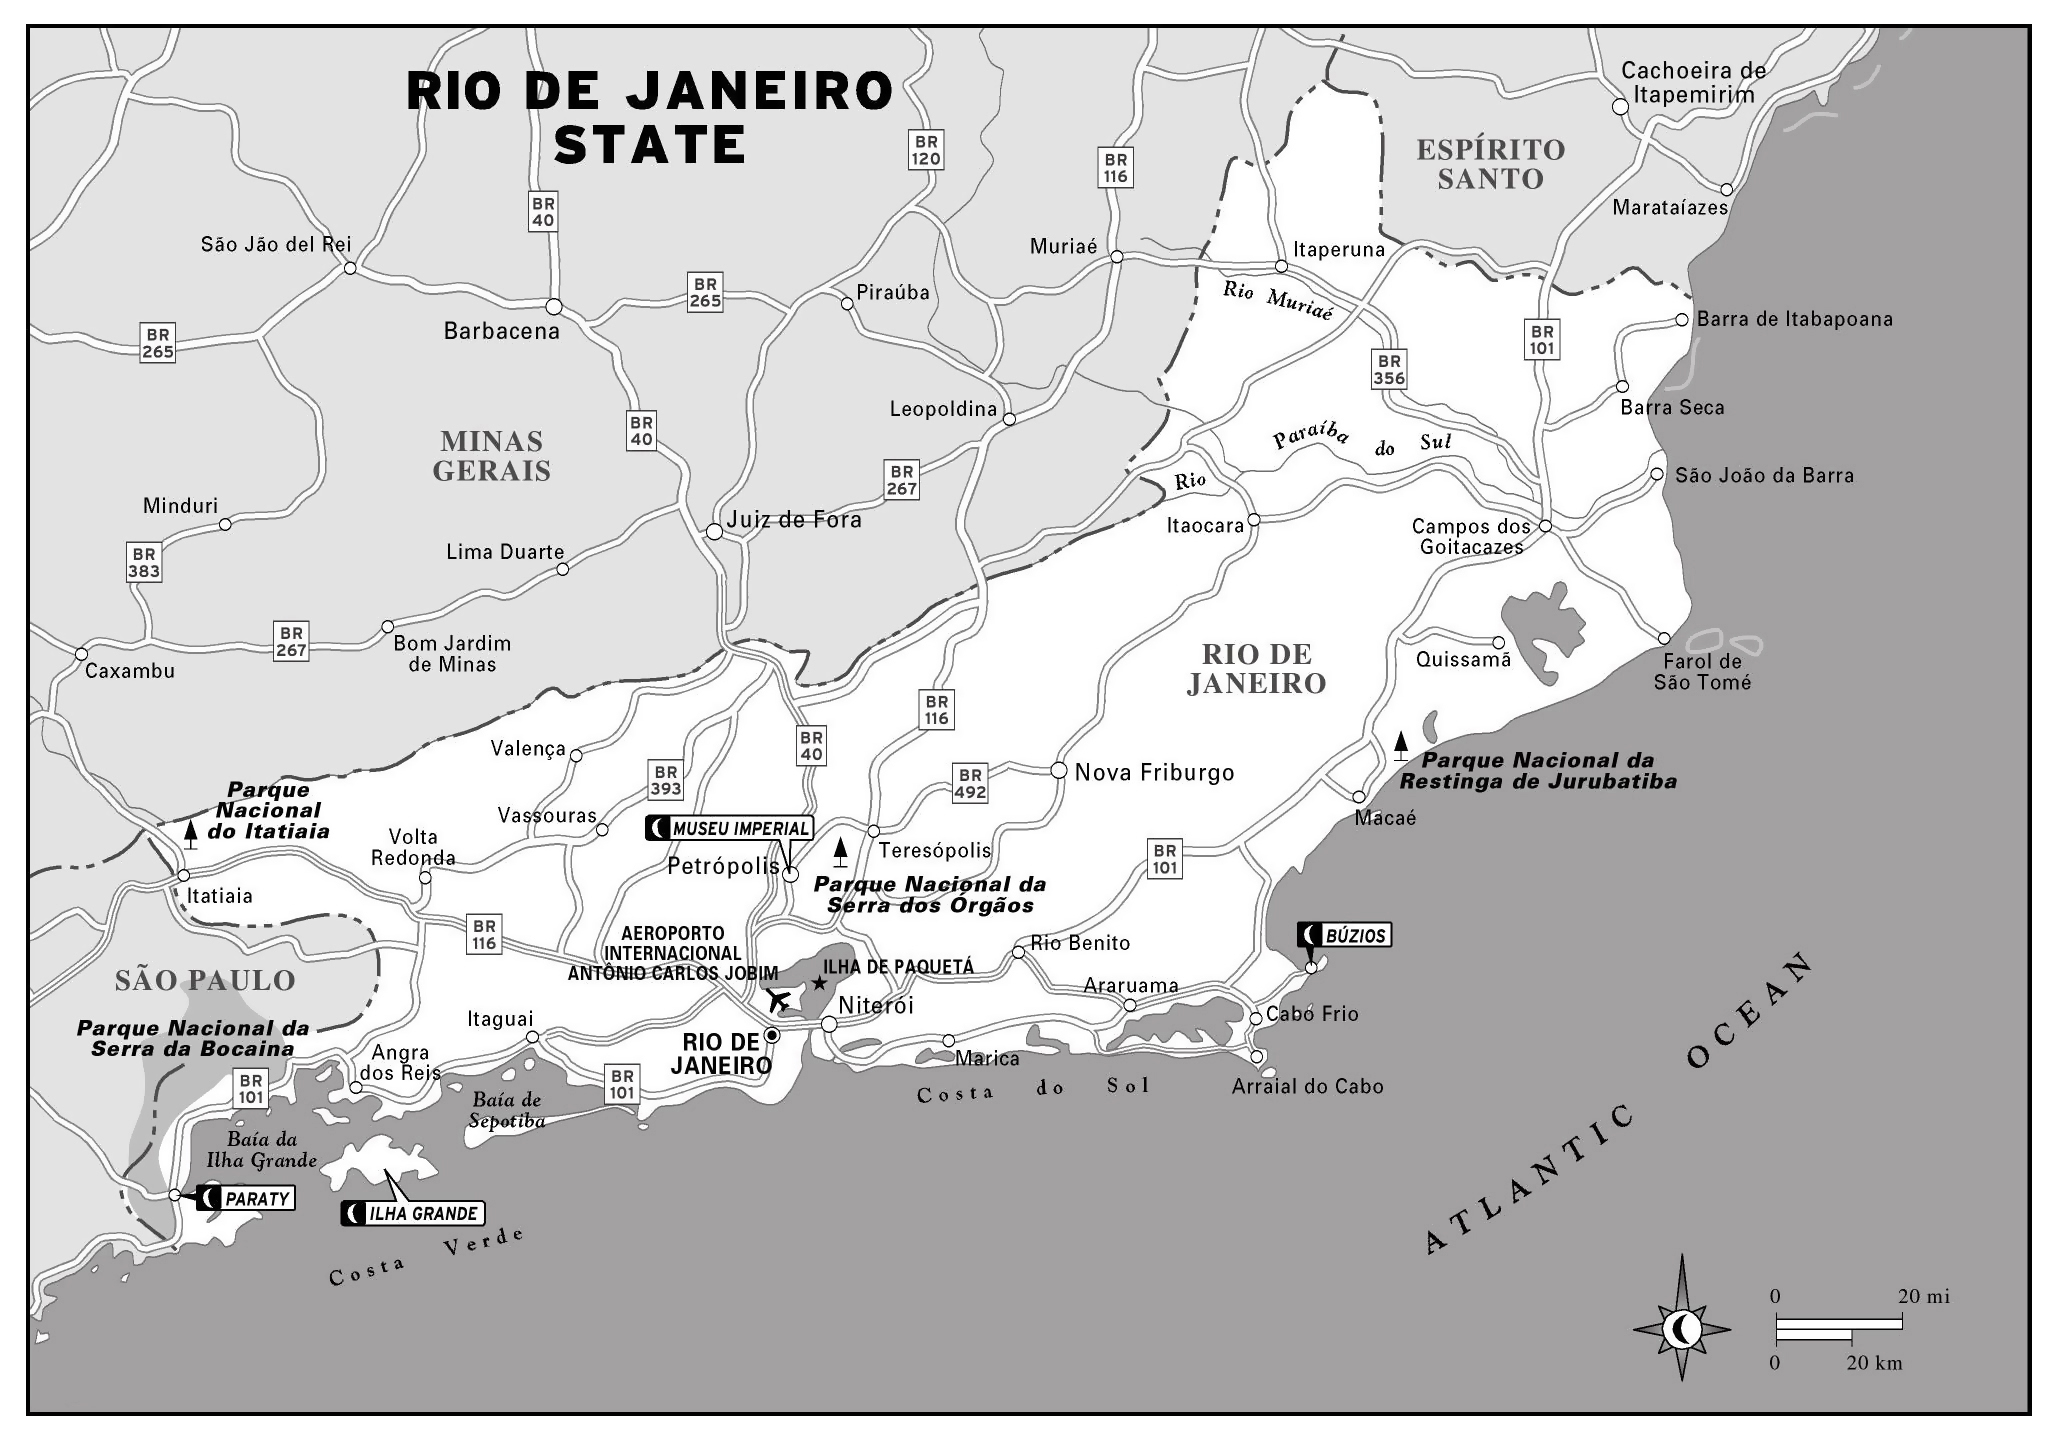 RIO DE JANEIRO
STATE
Cachoeira de
Itapemirim
BR
120
BR
116
ESPÍRITO
SANTO
BR
40
Marataíazes
São Jão del Rei
Muriaé
Itaperuna
BR
265
Piraúba
Rio Muriaé
Barbacena
BR
265
BR
101
Barra de Itabapoana
BR
356
Leopoldina
Barra Seca
BR
40
MINAS
GERAIS
Rio Paraíba do Sul
BR
267
São João da Barra
Minduri
Juiz de Fora
Itaocara
Campos dos
Goitacazes
BR
383
Lima Duarte
BR
267
Bom Jardim
de Minas
Caxambu
RIO DE
JANEIRO
Quissamã
Farol de
São Tomé
BR
116
BR
40
Valença
BR
393
BR
492
Nova Friburgo
Parque Nacional da
Restinga de Jurubatiba
Parque
Nacional
do Itatiaia
Vassouras
Macaé
MUSEU IMPERIAL
Volta
Redonda
Teresópolis
BR
101
Petrópolis
Itatiaia
Parque Nacional da
Serra dos Órgãos
BR
116
AEROPORTO
INTERNACIONAL
ANTÔNIO CARLOS JOBIM
Rio Benito
BÚZIOS
ILHA DE PAQUETÁ
SÃO PAULO
Araruama
Niterói
Cabo Frio
Itaguai
Parque Nacional da
Serra da Bocaina
RIO DE
JANEIRO
Angra
dos Reis
Marica
BR
101
BR
101
Arraial do Cabo
Costa do Sol
Baía de
Sepotiba
Baía da
Ilha Grande
PARATY
ILHA GRANDE
Costa Verde
ATLANTIC OCEAN
0 20 mi
0 20 km